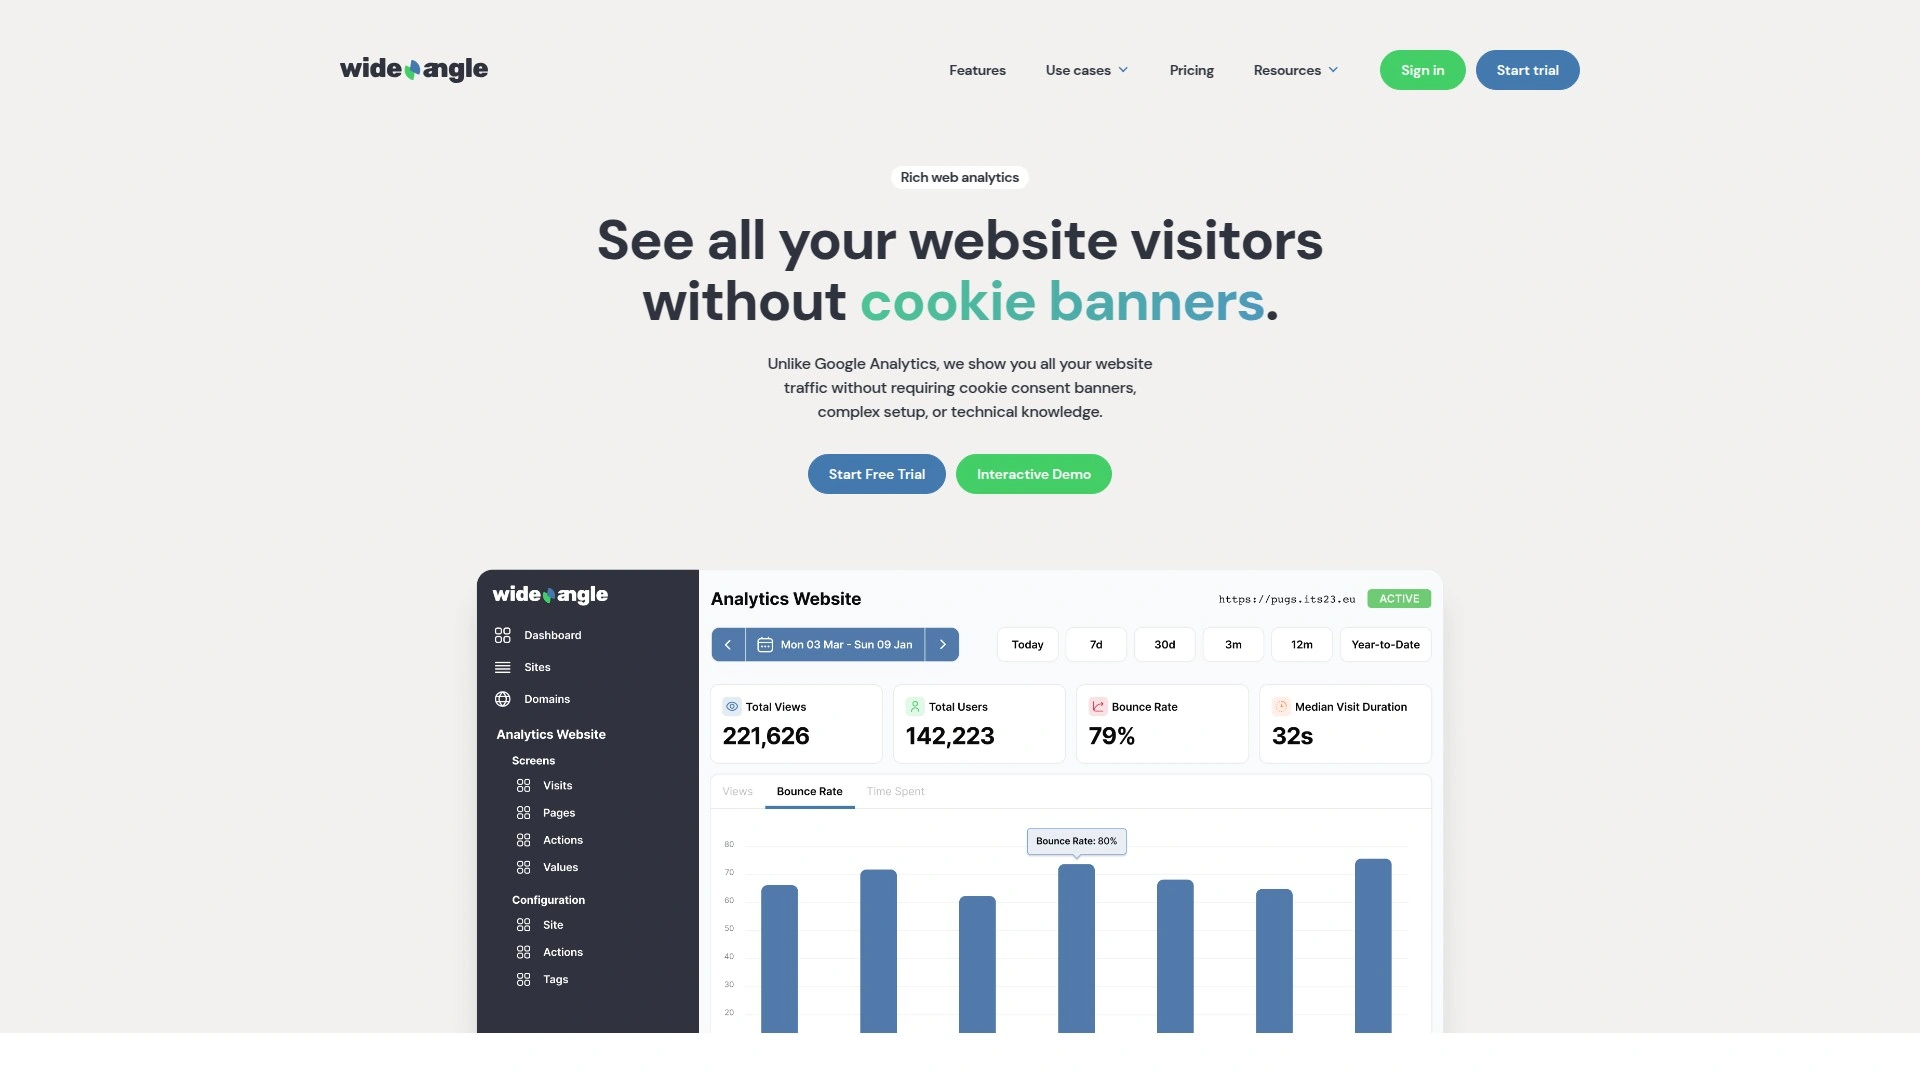 wide angle
Features
Use cases
Pricing
Resources
Sign in
Start trial
Rich web analytics
See all your website visitors
without cookie banners.
Unlike Google Analytics, we show you all your website
traffic without requiring cookie consent banners,
complex setup, or technical knowledge.
Start Free Trial
Interactive Demo
wide angle
Dashboard
Sites
Domains
Analytics Website
Screens
Visits
Pages
Actions
Values
Configuration
Site
Actions
Tags
Analytics Website
https://pugs.its23.eu
ACTIVE
Mon 03 Mar - Sun 09 Jan
Today
7d
30d
3m
12m
Year-to-Date
Total Views
221,626
Total Users
142,223
Bounce Rate
79%
Median Visit Duration
32s
Views
Bounce Rate
Time Spent
Bounce Rate: 80%
80
70
60
50
40
30
20